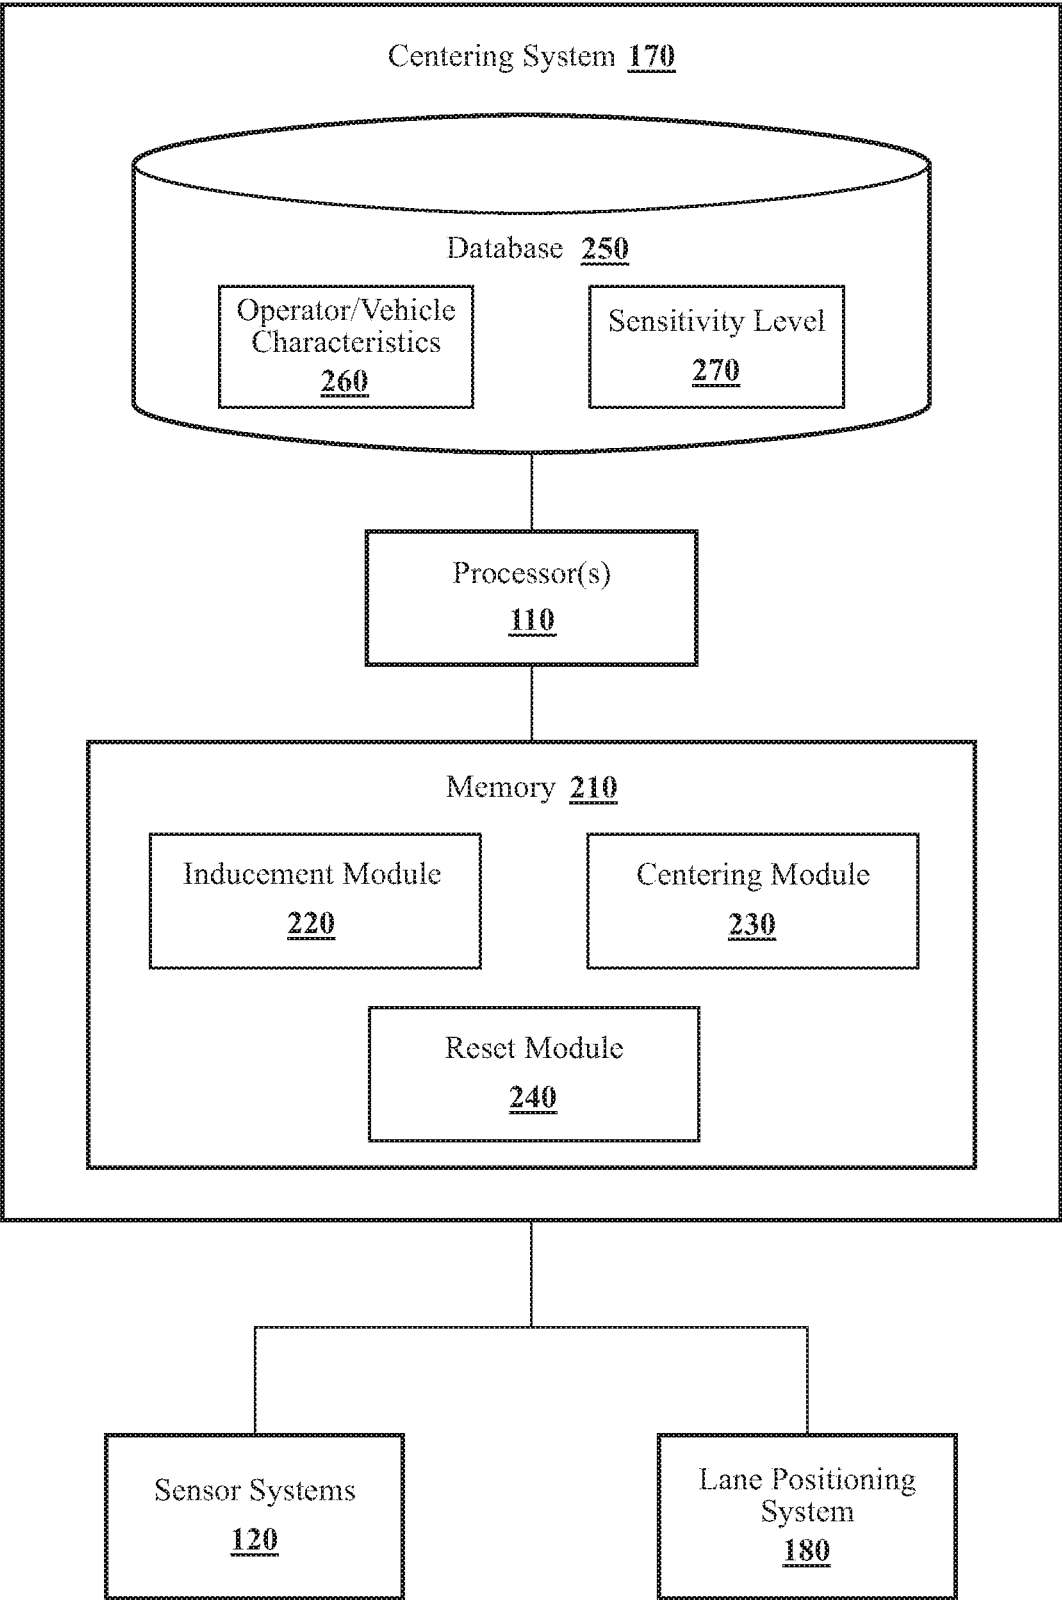 Centering System 170
Database 250
Operator/Vehicle
Characteristics
260
Sensitivity Level
270
Processor(s)
110
Memory 210
Inducement Module
220
Centering Module
230
Reset Module
240
Sensor Systems
120
Lane Positioning
System
180